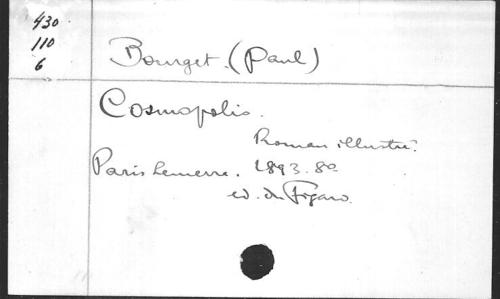 430
110
6
Bourget. (Paul)
Cosmopolis.
Roman illustré.
Paris Lemerre. 1893. 8º
ed. du Figaro.